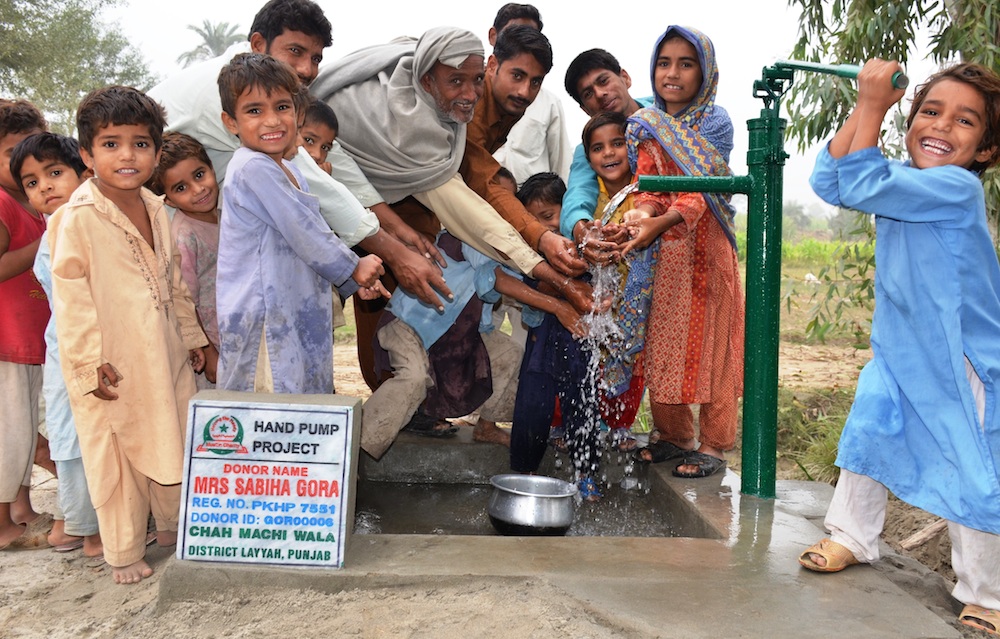 HAND PUMP
PROJECT
DONOR NAME
MRS SABIHA GORA
REG. NO. PKHP 7551
DONOR ID: GOR00006
CHAH MACHI WALA
DISTRICT LAYYAH, PUNJAB